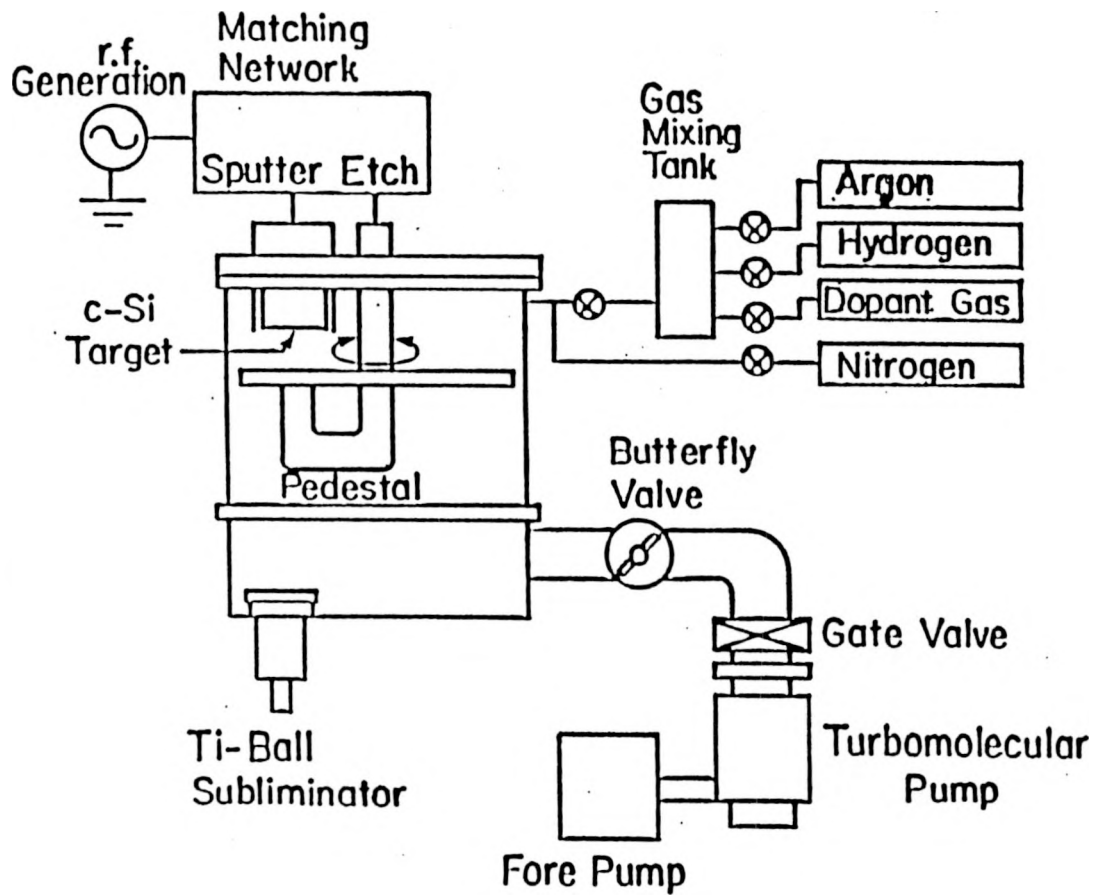 r.f.
Generation
Matching
Network
Sputter Etch
Gas
Mixing
Tank
Argon
Hydrogen
Dopant Gas
Nitrogen
c-Si
Target
Pedestal
Butterfly
Valve
Gate Valve
Ti-Ball
Subliminator
Turbomolecular
Pump
Fore Pump